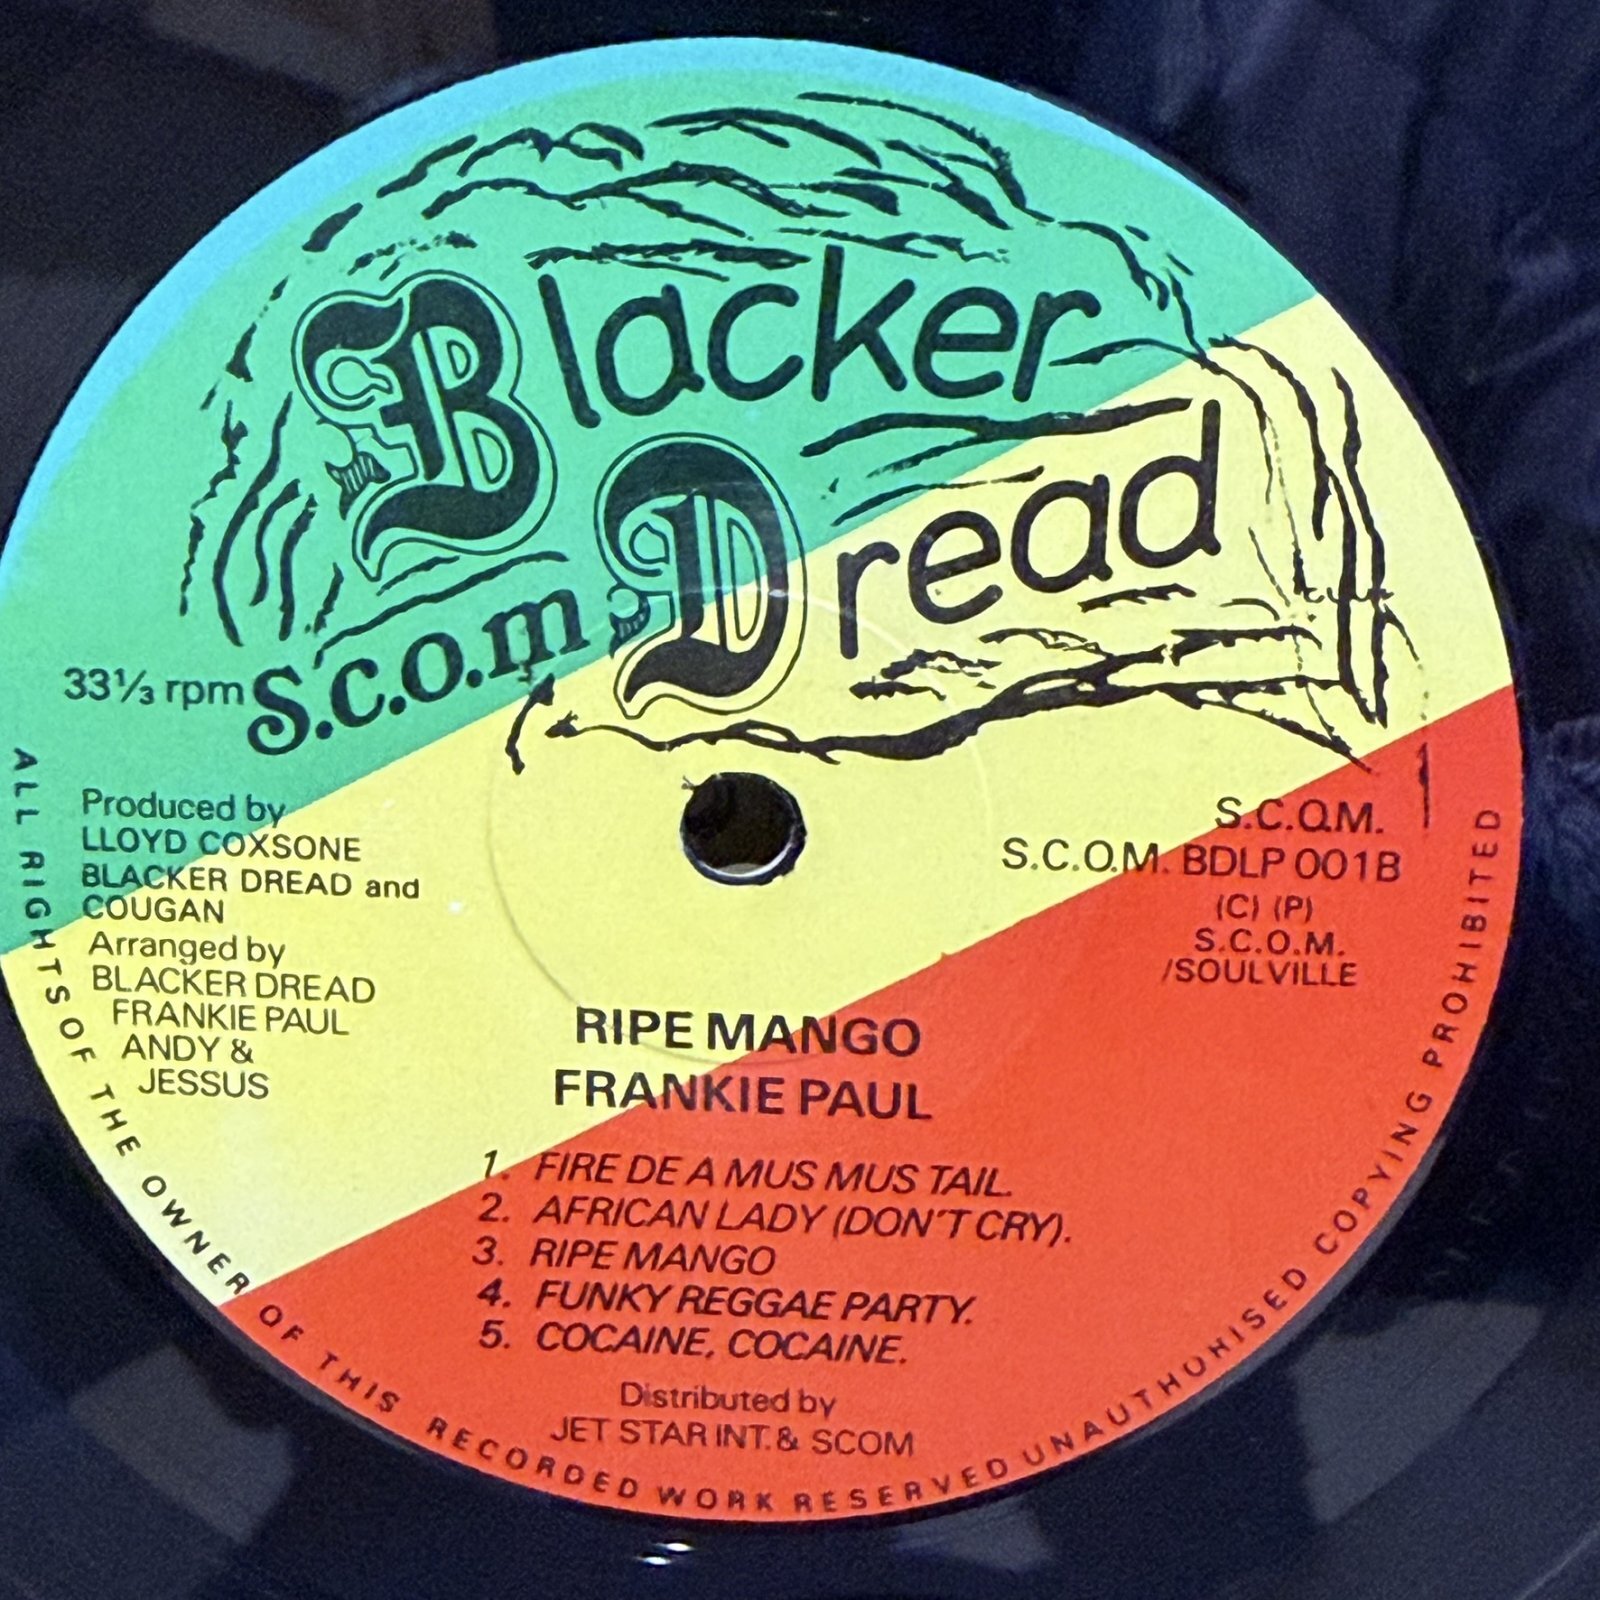 Blacker
Dread
S.C.O.M
33⅓ rpm
Produced by
LLOYD COXSONE
BLACKER DREAD and
COUGAN
Arranged by
BLACKER DREAD
FRANKIE PAUL
ANDY &
JESSUS
S.C.O.M.
S.C.O.M. BDLP 001B
(C) (P)
S.C.O.M.
/SOULVILLE
RIPE MANGO
FRANKIE PAUL
1. FIRE DE A MUS MUS TAIL.
2. AFRICAN LADY (DON'T CRY).
3. RIPE MANGO
4. FUNKY REGGAE PARTY.
5. COCAINE, COCAINE.
Distributed by
JET STAR INT. & SCOM
ALL RIGHTS OF THE OWNER OF THIS RECORDED WORK RESERVED UNAUTHORISED COPYING PROHIBITED